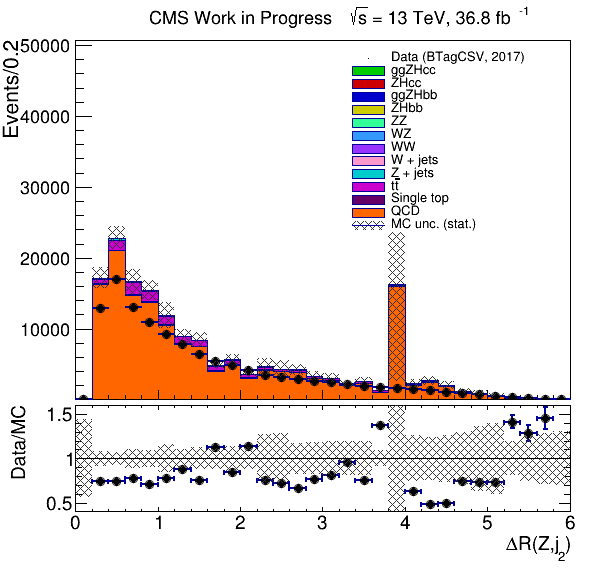 CMS Work in Progress √s = 13 TeV, 36.8 fb⁻¹
Events/0.2
50000
40000
30000
20000
10000
Data (BTagCSV, 2017)
ggZHcc
ZHcc
ggZHbb
ZHbb
ZZ
WZ
WW
W + jets
Z + jets
tt̄
Single top
QCD
MC unc. (stat.)
Data/MC
1.5
1
0.5
0 1 2 3 4 5 6
ΔR(Z,j₂)